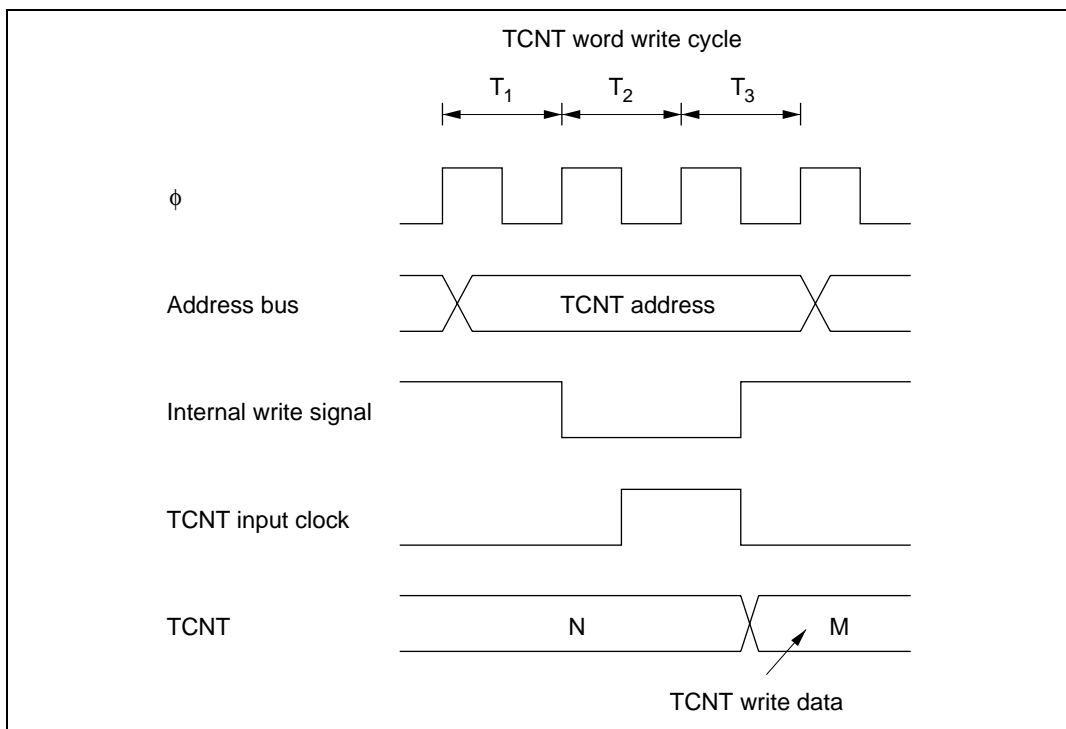 TCNT word write cycle
T1 T2 T3
φ
Address bus
TCNT address
Internal write signal
TCNT input clock
TCNT
N
M
TCNT write data